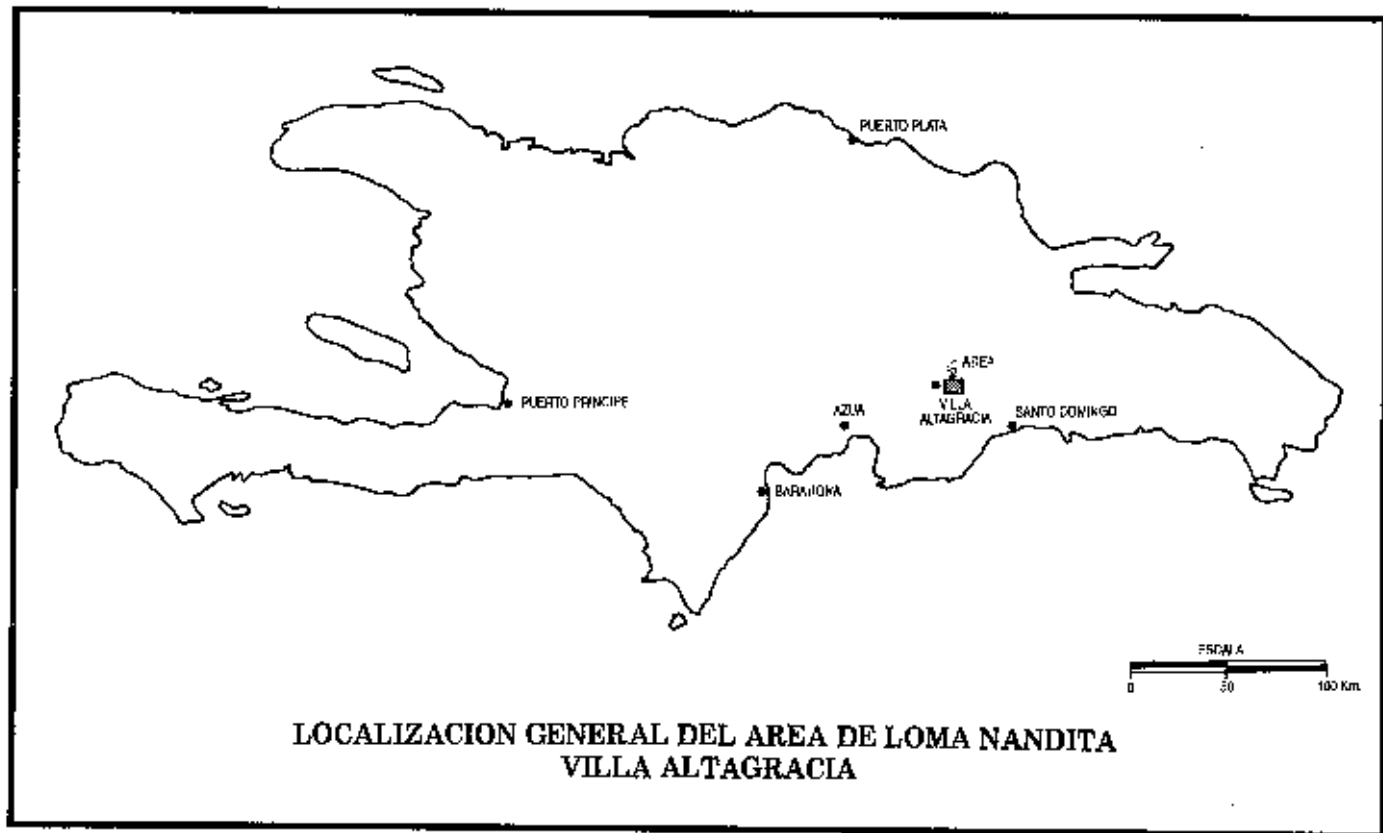 PUERTO PLATA
AREA
PUERTO PRINCIPE
VILLA
ALTAGRACIA
AZUA
SANTO DOMINGO
BARAHONA
ESCALA
0 50 100 Km.
LOCALIZACION GENERAL DEL AREA DE LOMA NANDITA
VILLA ALTAGRACIA